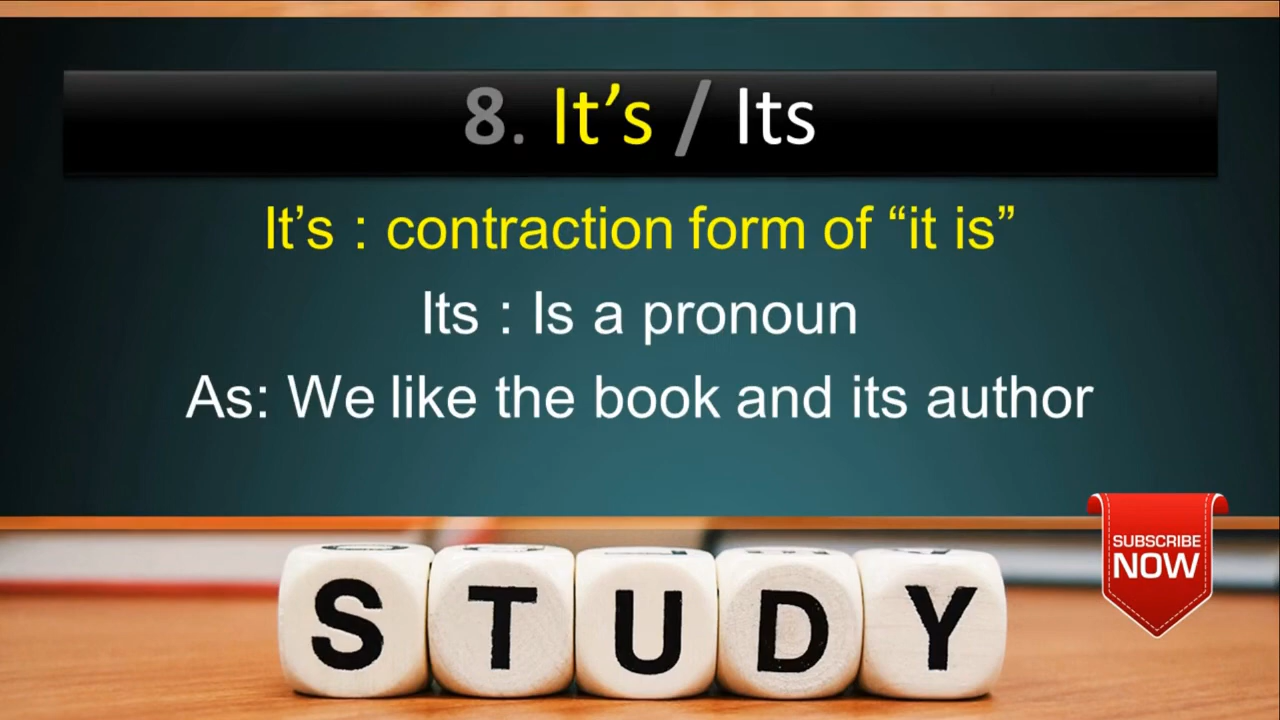 8. It’s / Its
It’s : contraction form of “it is”
Its : Is a pronoun
As: We like the book and its author
SUBSCRIBE
NOW
STUDY